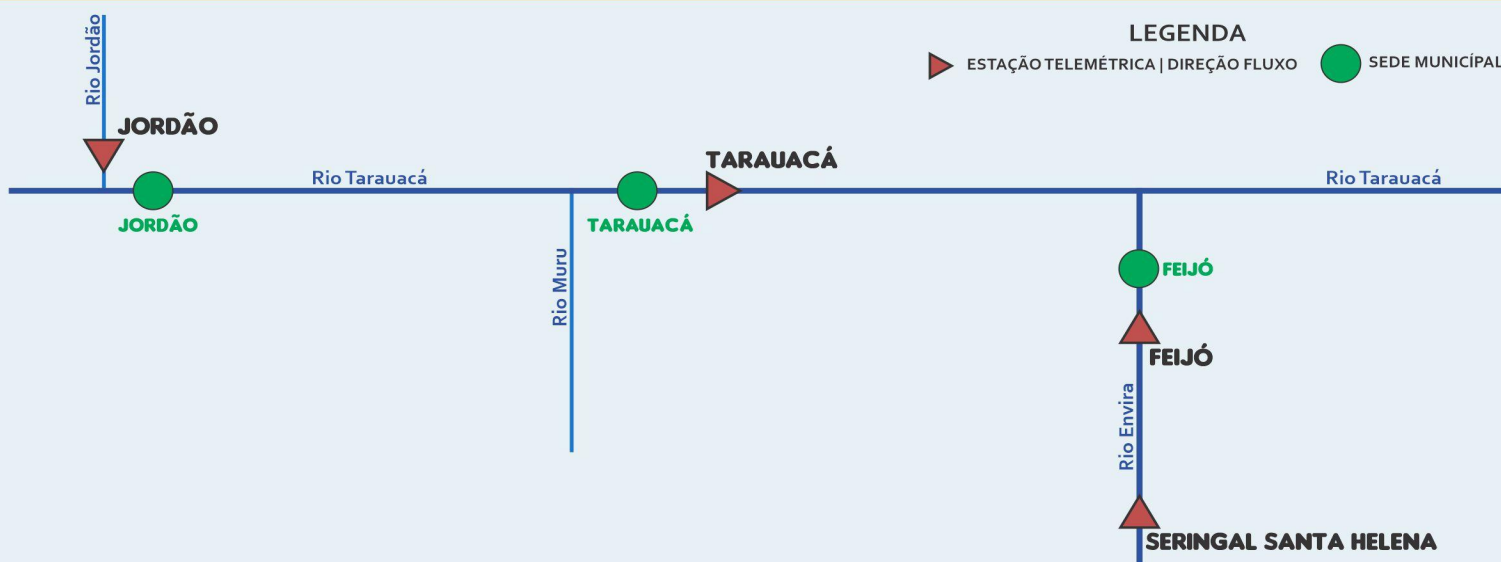 LEGENDA
ESTAÇÃO TELEMÉTRICA | DIREÇÃO FLUXO
SEDE MUNICÍPAL
Rio Jordão
JORDÃO
JORDÃO
Rio Tarauacá
Rio Muru
TARAUACÁ
TARAUACÁ
Rio Tarauacá
FEIJÓ
FEIJÓ
Rio Envira
SERINGAL SANTA HELENA